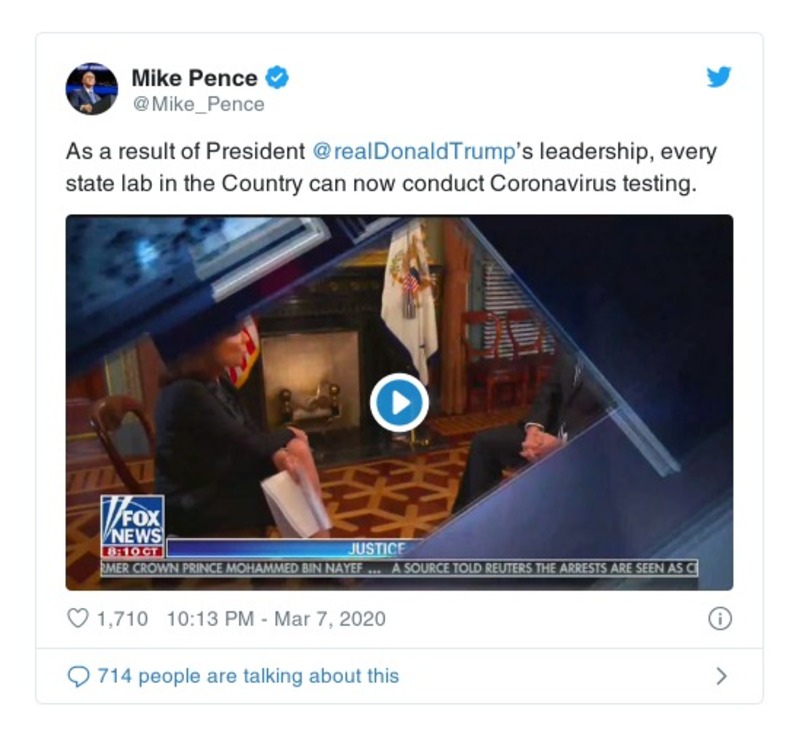 Mike Pence
@Mike_Pence
As a result of President @realDonaldTrump's leadership, every
state lab in the Country can now conduct Coronavirus testing.
FOX
NEWS
8:10 CT
JUSTICE
RMER CROWN PRINCE MOHAMMED BIN NAYEF ... A SOURCE TOLD REUTERS THE ARRESTS ARE SEEN AS
1,710 10:13 PM - Mar 7, 2020
714 people are talking about this